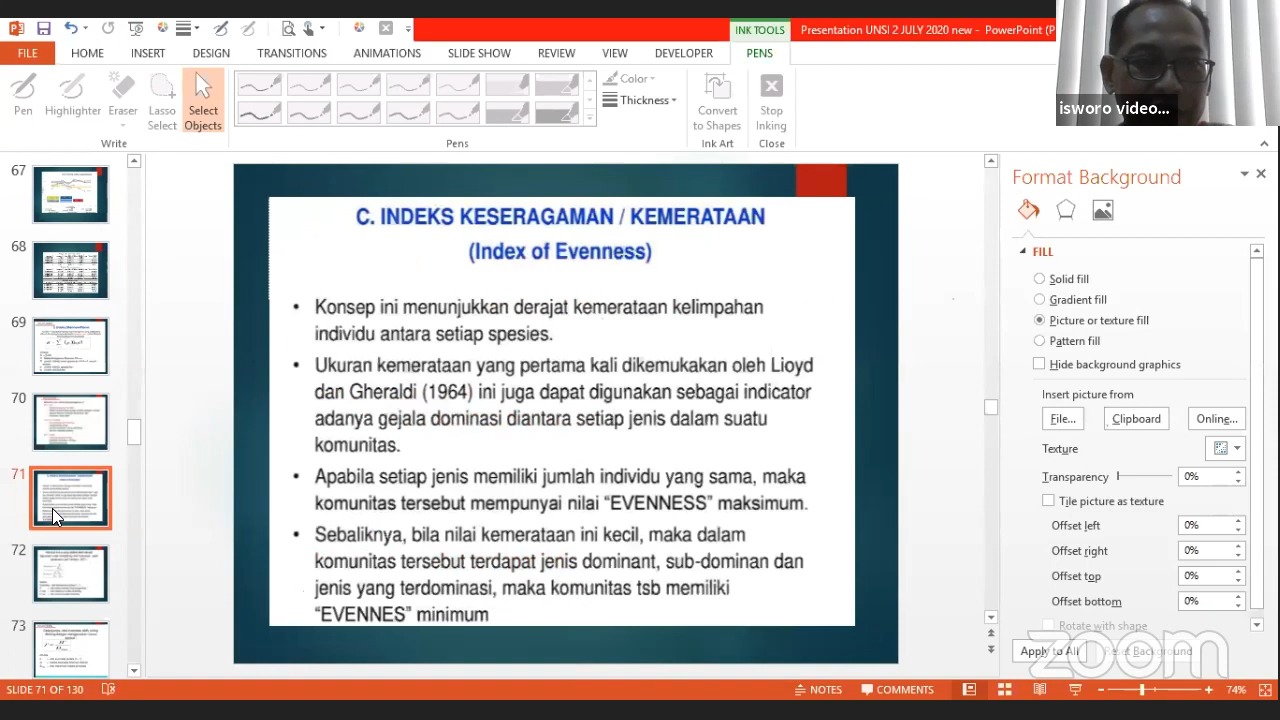 INK TOOLS
Presentation UNSI 2 JULY 2020 new - PowerPoint (P
FILE HOME INSERT DESIGN TRANSITIONS ANIMATIONS SLIDE SHOW REVIEW VIEW DEVELOPER PENS
Pen Highlighter Eraser Lasso Select Select Objects
Color
Thickness
Convert to Shapes Stop Inking
Write Pens Ink Art Close
isworo video...
67
68
69
70
71
72
73
C. INDEKS KESERAGAMAN / KEMERATAAN
(Index of Evenness)
• Konsep ini menunjukkan derajat kemerataan kelimpahan
individu antara setiap spesies.
• Ukuran kemerataan yang pertama kali dikemukakan oleh Lioyd
dan Gheraldi (1964) ini juga dapat digunakan sebagai indicator
adanya gejala dominasi diantara setiap jenis dalam suatu
komunitas.
• Apabila setiap jenis memiliki jumlah individu yang sama, maka
komunitas tersebut mempunyai nilai “EVENNESS” maksimum.
• Sebaliknya, bila nilai kemerataan ini kecil, maka dalam
komunitas tersebut terdapat jenis dominant, sub-dominan dan
jenis yang terdominasi, maka komunitas tsb memiliki
“EVENNES” minimum
Format Background
FILL
Solid fill
Gradient fill
Picture or texture fill
Pattern fill
Hide background graphics
Insert picture from
File... Clipboard Online...
Texture
Transparency 0%
Tile picture as texture
Offset left 0%
Offset right 0%
Offset top 0%
Offset bottom 0%
Rotate with shape
Apply to All Reset Background
zoom
SLIDE 71 OF 130 NOTES COMMENTS 74%